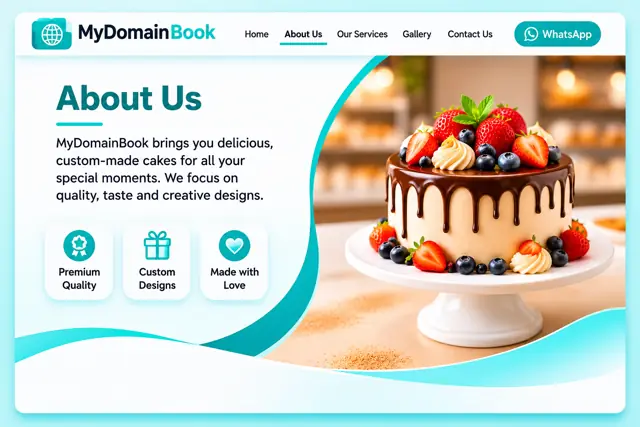 MyDomainBook
Home
About Us
Our Services
Gallery
Contact Us
WhatsApp
About Us
MyDomainBook brings you delicious,
custom-made cakes for all your
special moments. We focus on
quality, taste and creative designs.
Premium
Quality
Custom
Designs
Made with
Love